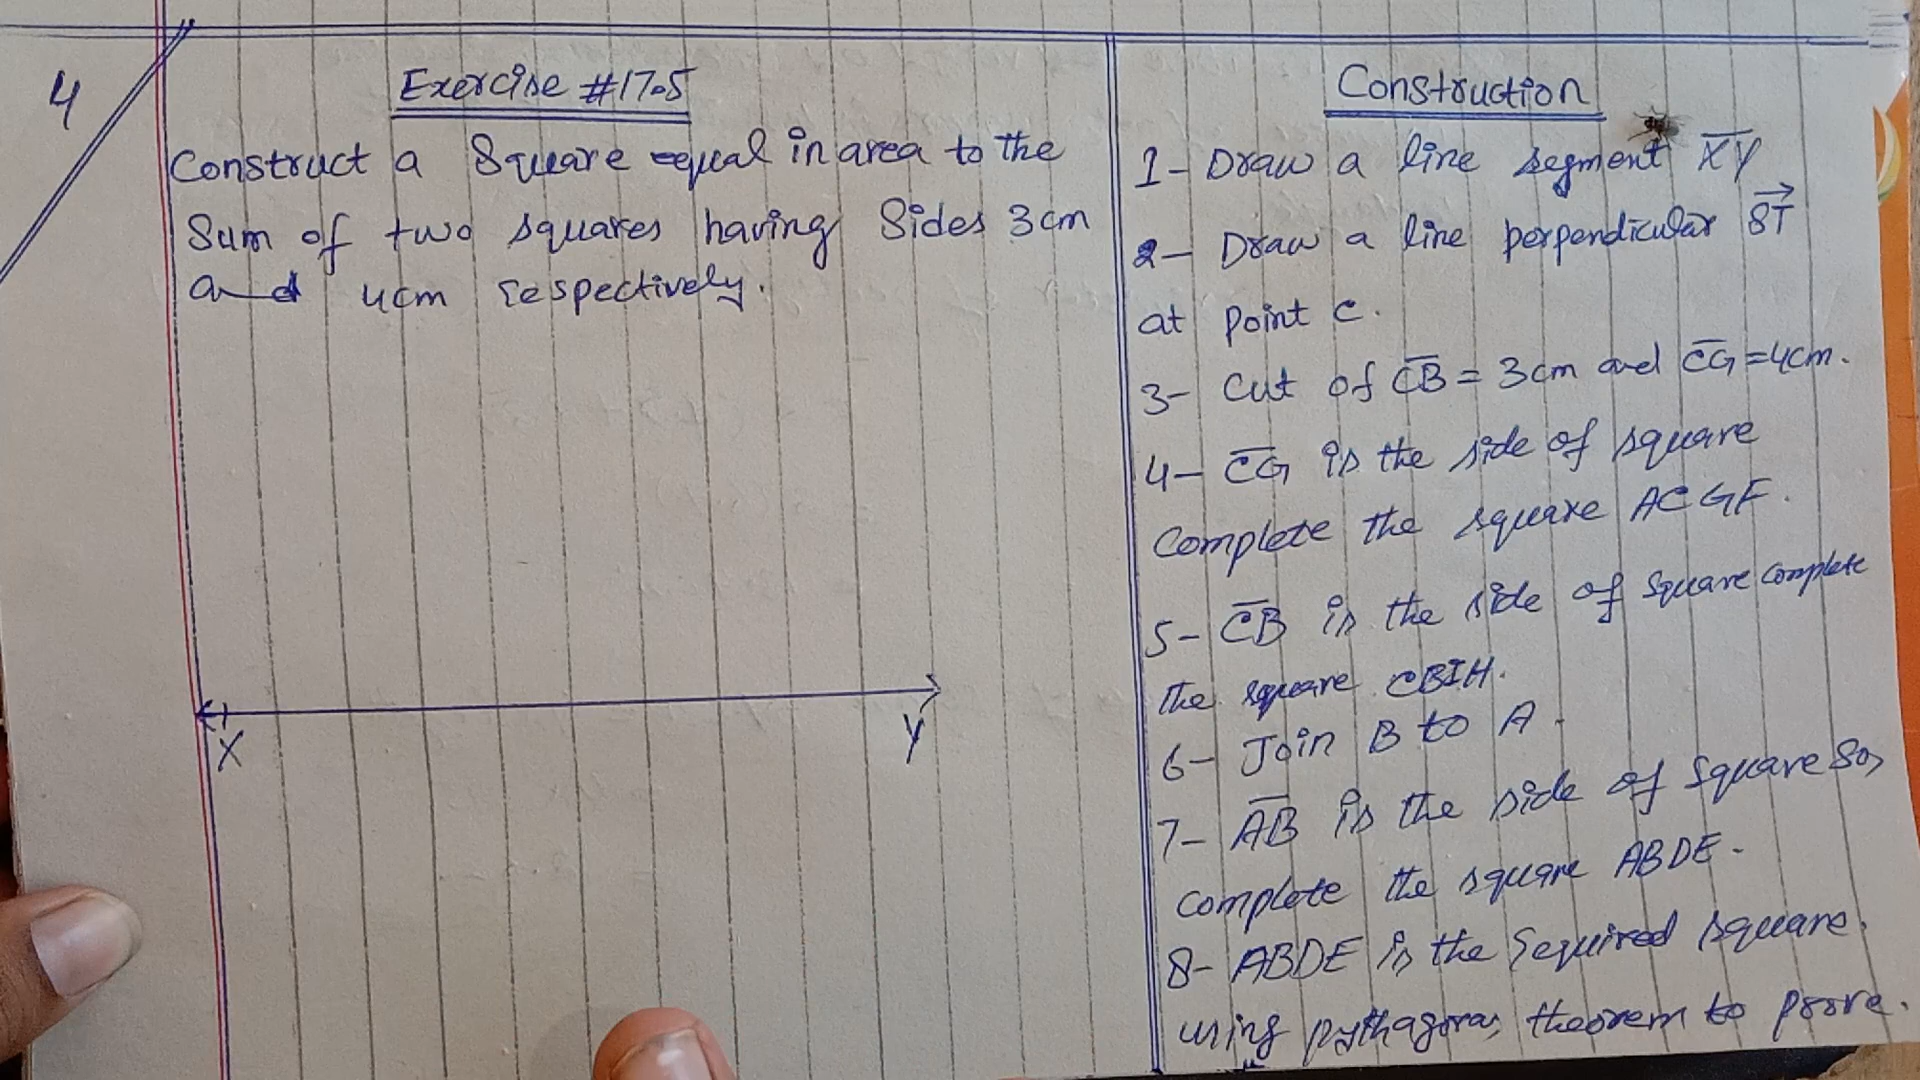 4
Exercise #17.5
Construct a Square equal in area to the
Sum of two squares having Sides 3cm
and 4cm respectively.
X
Y
Construction
1- Draw a line segment XY
2- Draw a line perpendicular ST
at point C.
3- Cut of CB = 3cm and CG = 4cm.
4- CG is the side of square
Complete the square ACGF.
5- CB is the side of Square complete
the square CBIH.
6- Join B to A.
7- AB is the side of Square So,
complete the square ABDE.
8- ABDE is the required square.
using pythagoras, theorem to prove.